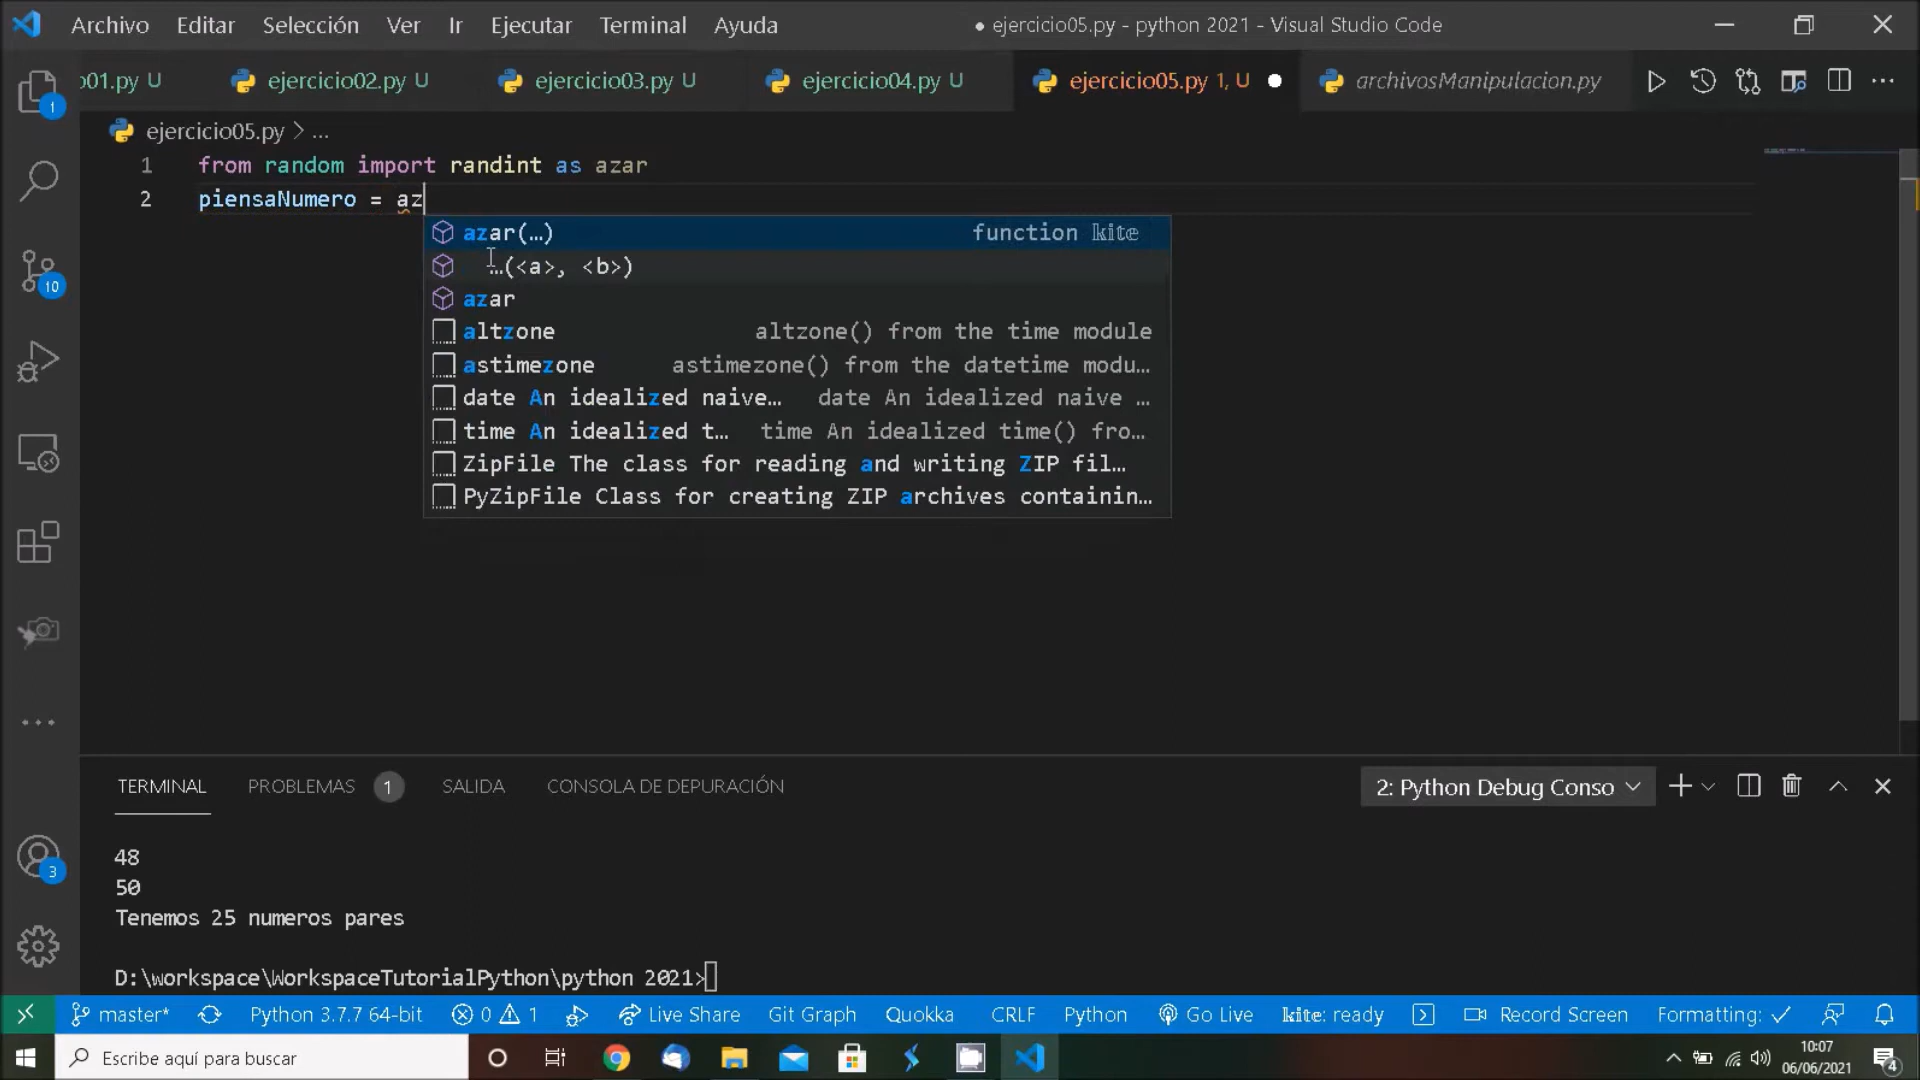 Archivo Editar Selección Ver Ir Ejecutar Terminal Ayuda ● ejercicio05.py - python 2021 - Visual Studio Code
o01.py U ejercicio02.py U ejercicio03.py U ejercicio04.py U ejercicio05.py 1, U archivosManipulacion.py
ejercicio05.py > ...
1 from random import randint as azar
2 piensaNumero = az
azar(…) function kite
…(<a>, <b>)
azar
altzone altzone() from the time module
astimezone astimezone() from the datetime modu…
date An idealized naive… date An idealized naive …
time An idealized t… time An idealized time() fro…
ZipFile The class for reading and writing ZIP fil…
PyZipFile Class for creating ZIP archives containin…
1
10
3
TERMINAL PROBLEMAS 1 SALIDA CONSOLA DE DEPURACIÓN 2: Python Debug Conso
48
50
Tenemos 25 numeros pares
D:\workspace\WorkspaceTutorialPython\python 2021>
master* Python 3.7.7 64-bit 0 1 Live Share Git Graph Quokka CRLF Python Go Live kite: ready Record Screen Formatting: ✓
Escribe aquí para buscar
10:07
06/06/2021
4